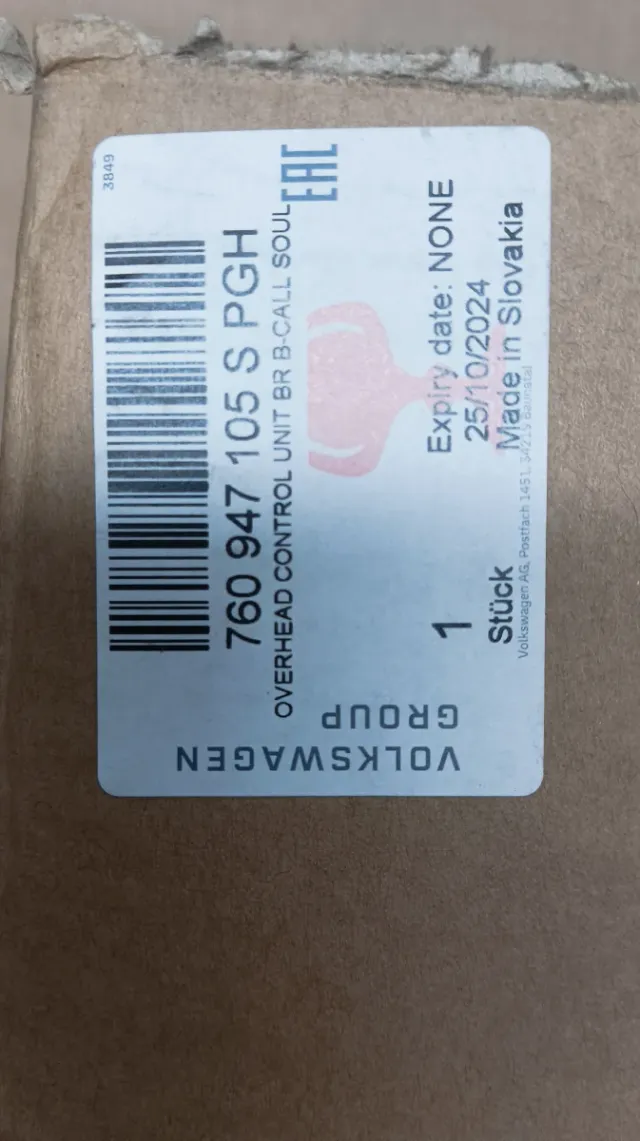 3849
760 947 105 S PGH
OVERHEAD CONTROL UNIT BR B-CALL SOUL
EAC
Expiry date: NONE
25/10/2024
Made in Slovakia
1
Stück
Volkswagen AG, Postfach 1451, 34219 Baunatal
VOLKSWAGEN
GROUP